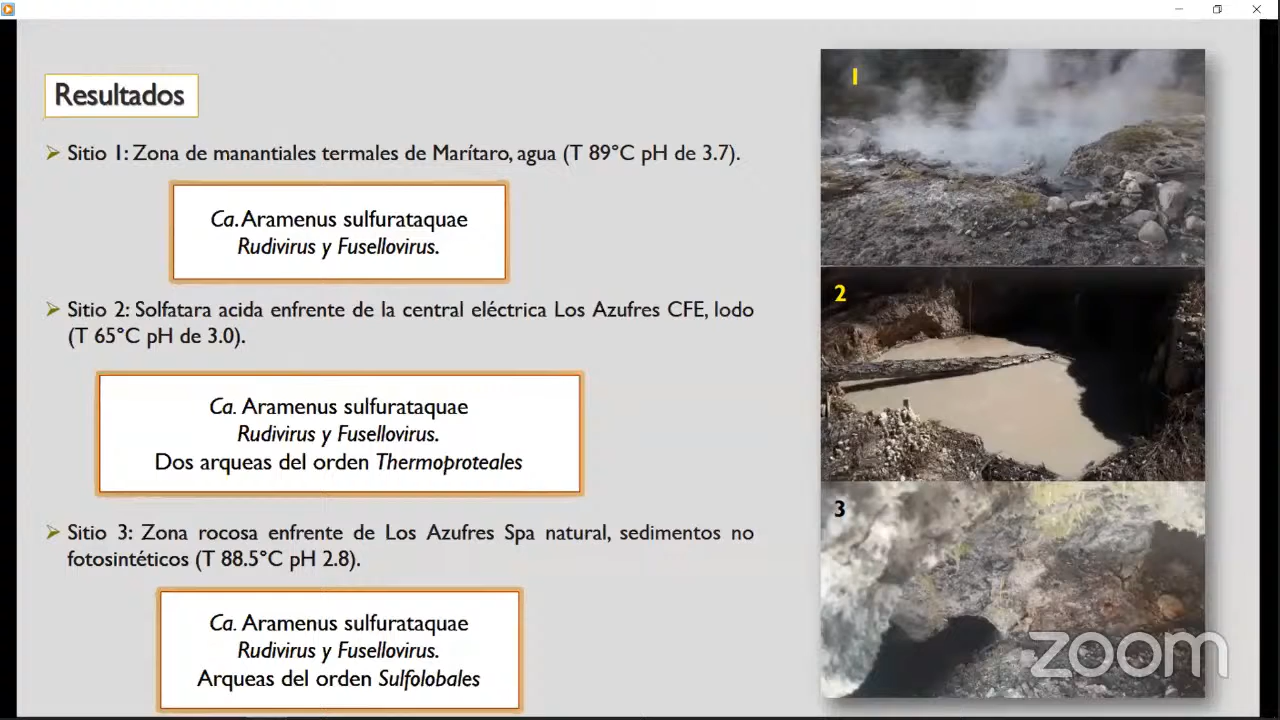 Resultados
Sitio 1: Zona de manantiales termales de Marítaro, agua (T 89°C pH de 3.7).
Ca. Aramenus sulfurataquae
Rudivirus y Fusellovirus.
Sitio 2: Solfatara acida enfrente de la central eléctrica Los Azufres CFE, lodo
(T 65°C pH de 3.0).
Ca. Aramenus sulfurataquae
Rudivirus y Fusellovirus.
Dos arqueas del orden Thermoproteales
Sitio 3: Zona rocosa enfrente de Los Azufres Spa natural, sedimentos no
fotosintéticos (T 88.5°C pH 2.8).
Ca. Aramenus sulfurataquae
Rudivirus y Fusellovirus.
Arqueas del orden Sulfolobales
1
2
3
zoom